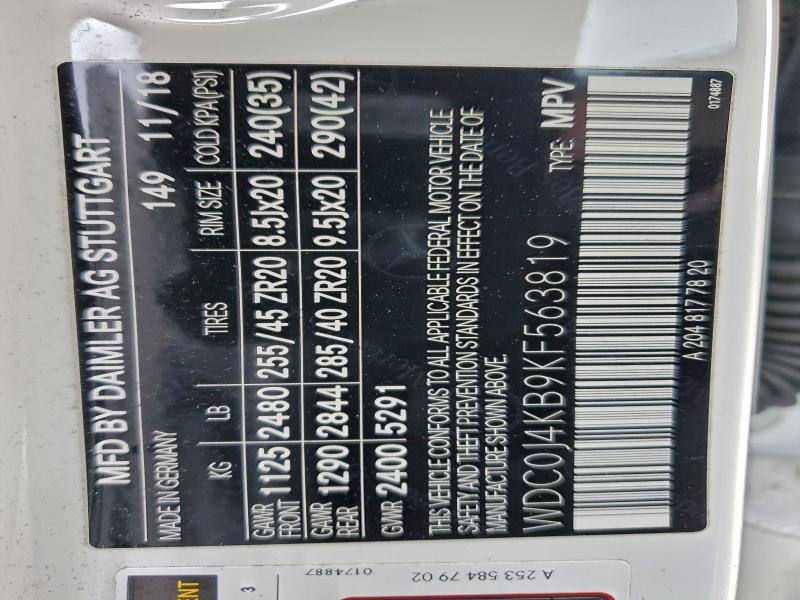 MFD BY DAIMLER AG STUTTGART
MADE IN GERMANY 149 11/18
KG LB TIRES RIM SIZE COLD KPA(PSI)
GAWR FRONT 1125 2480 255/45 ZR20 8.5Jx20 240(35)
GAWR REAR 1290 2844 285/40 ZR20 9.5Jx20 290(42)
GMR 2400 5291
THIS VEHICLE CONFORMS TO ALL APPLICABLE FEDERAL MOTOR VEHICLE
SAFETY AND THEFT PREVENTION STANDARDS IN EFFECT ON THE DATE OF
MANUFACTURE SHOWN ABOVE.
WDC0J4KB9KF563819 TYPE: MPV
A 204 817 78 20
0174887
A 253 584 79 02
0174887
3